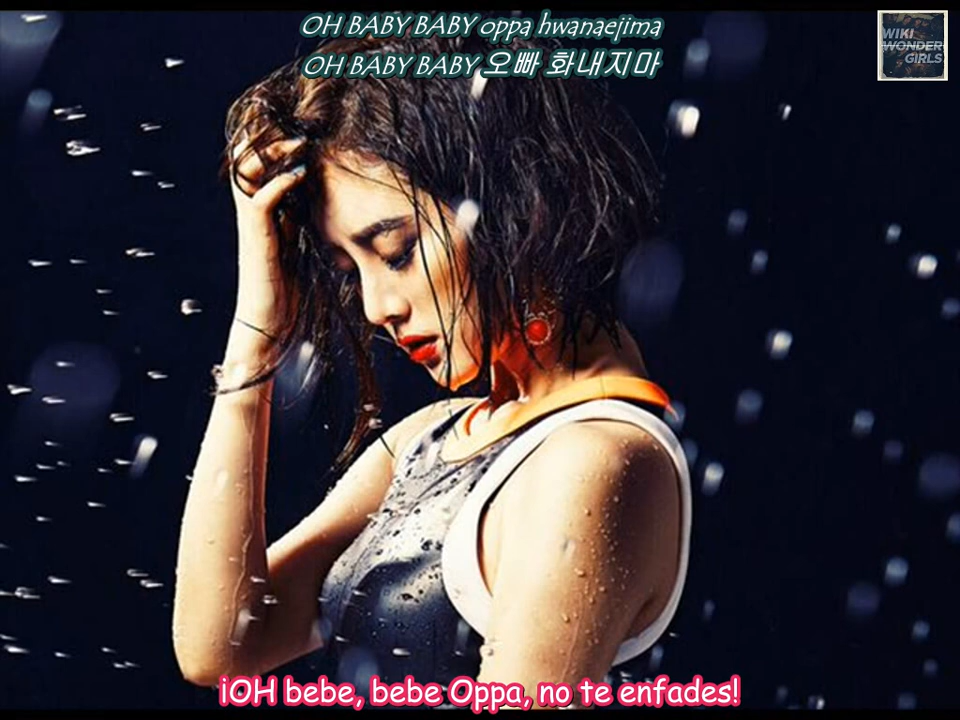 OH BABY BABY oppa hwanaejima
OH BABY BABY 오빠 화내지마
WIKI
WONDER
GIRLS
¡OH bebe, bebe Oppa, no te enfades!